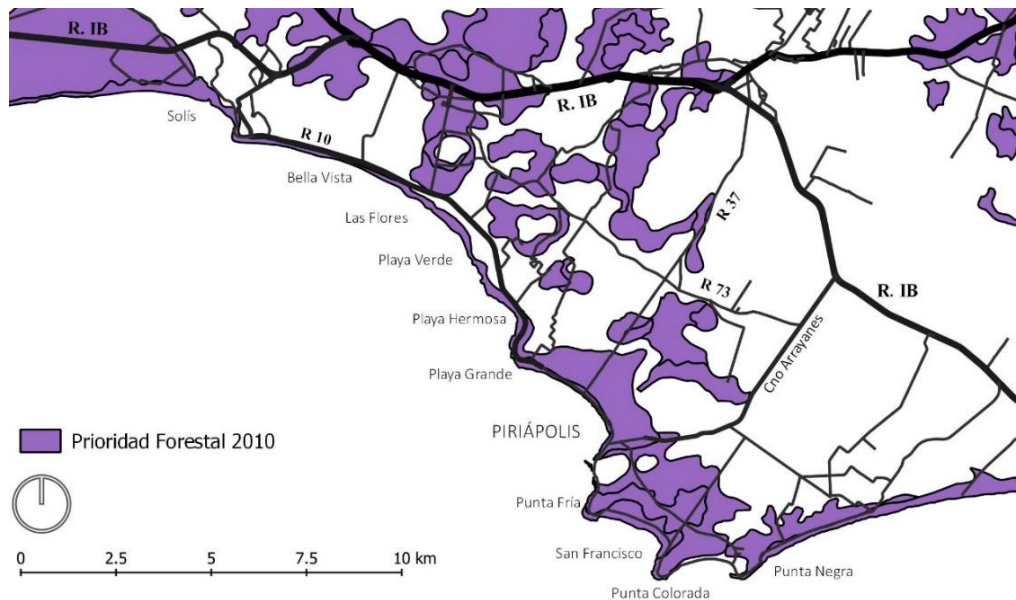 R. IB
Solís
R 10
R. IB
Bella Vista
Las Flores
R 37
Playa Verde
R 73
R. IB
Playa Hermosa
Cno Arrayanes
Playa Grande
PIRIÁPOLIS
Prioridad Forestal 2010
Punta Fría
San Francisco
Punta Negra
Punta Colorada
0 2.5 5 7.5 10 km